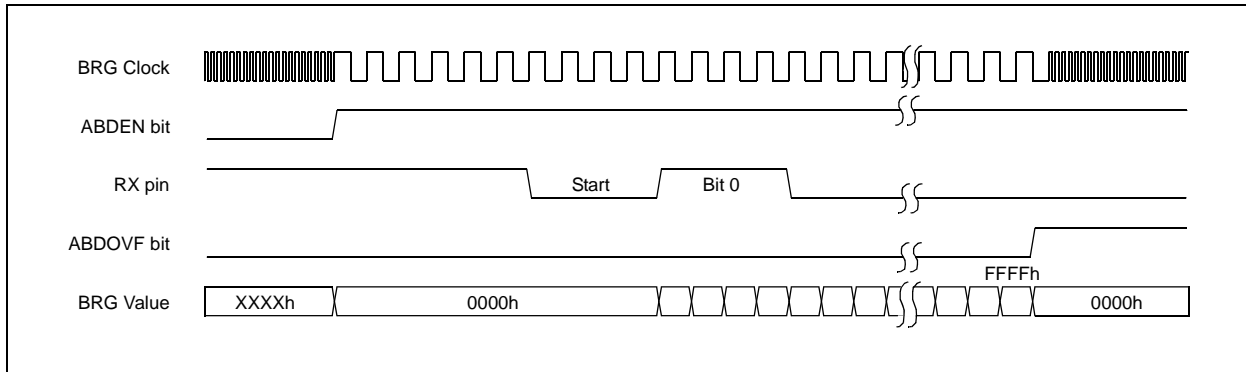 BRG Clock
ABDEN bit
RX pin
Start
Bit 0
ABDOVF bit
FFFFh
BRG Value
XXXXh
0000h
0000h